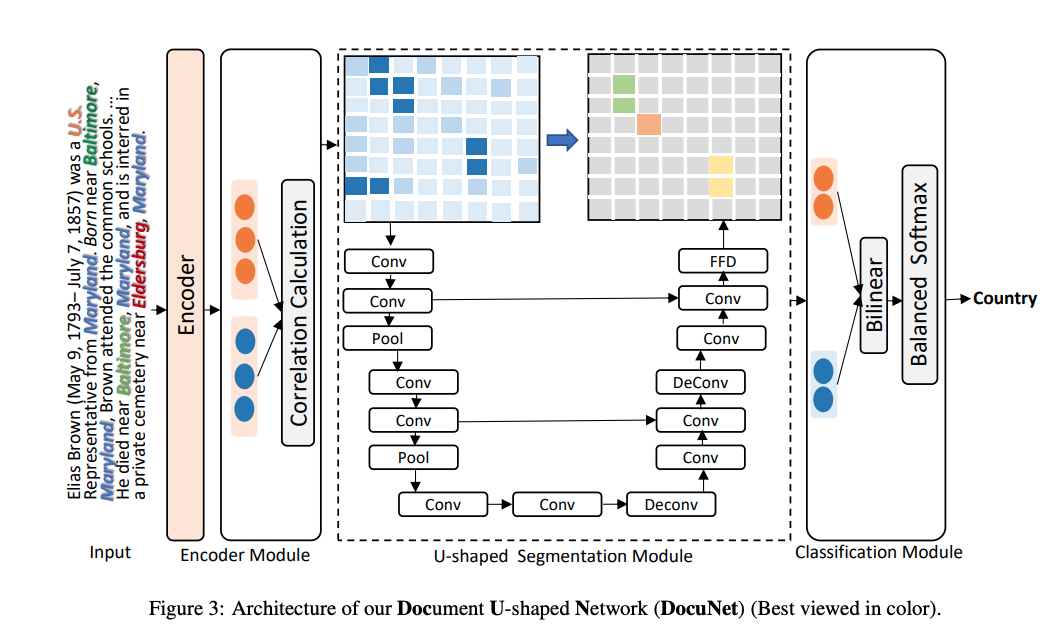 Elias Brown (May 9, 1793– July 7, 1857) was a U.S.
Representative from Maryland. Born near Baltimore,
Maryland, Brown attended the common schools...
He died near Baltimore, Maryland, and is interred in
a private cemetery near Eldersburg, Maryland.
Encoder
Correlation Calculation
Conv
Conv
Pool
Conv
Conv
Pool
Conv
Conv
Deconv
Conv
Conv
DeConv
Conv
Conv
FFD
Bilinear
Balanced Softmax
Country
Input
Encoder Module
U-shaped Segmentation Module
Classification Module
Figure 3: Architecture of our Document U-shaped Network (DocuNet) (Best viewed in color).